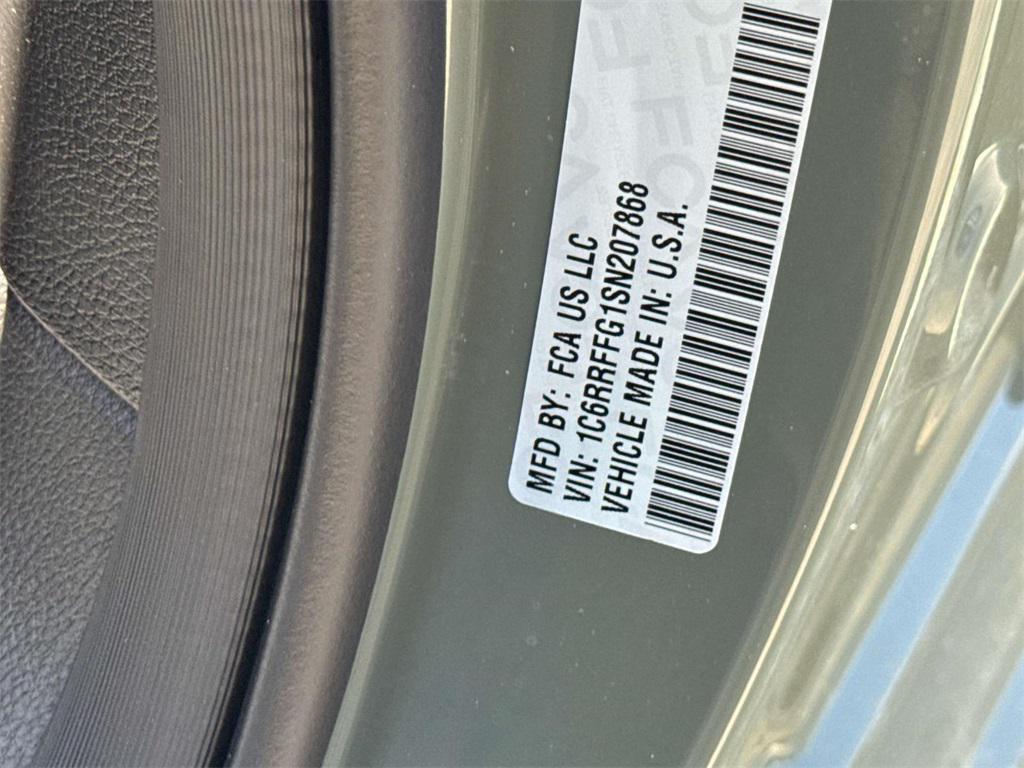 MFD BY: FCA US LLC
VIN: 1C6RRFFG1SN207868
VEHICLE MADE IN: U.S.A.